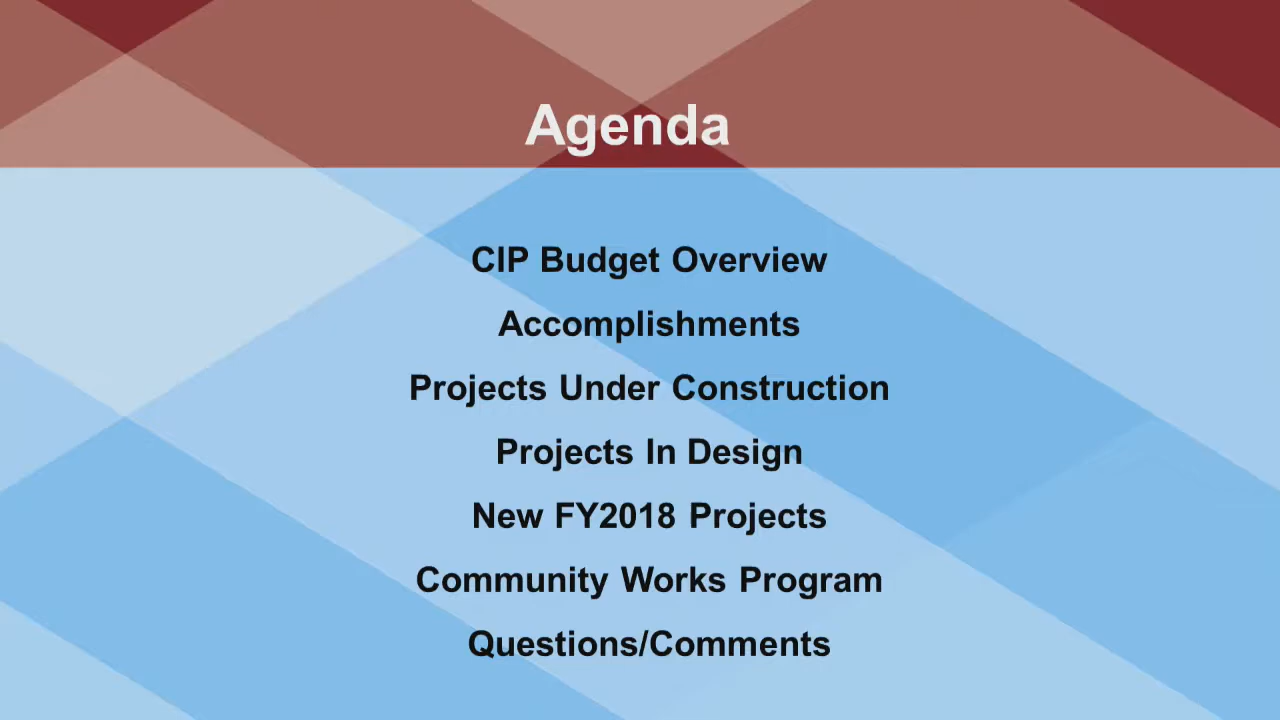 Agenda
CIP Budget Overview
Accomplishments
Projects Under Construction
Projects In Design
New FY2018 Projects
Community Works Program
Questions/Comments